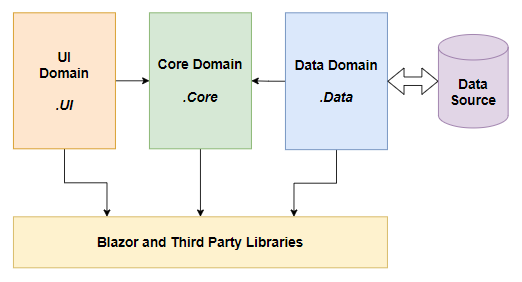 UI
Domain
.UI
Core Domain
.Core
Data Domain
.Data
Data
Source
Blazor and Third Party Libraries